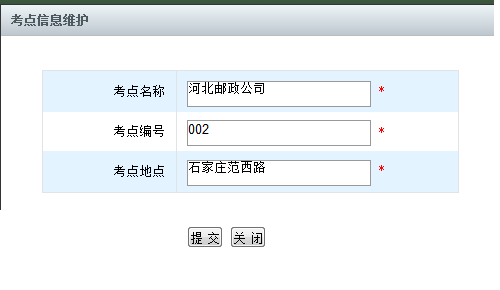 考点信息维护
考点名称 河北邮政公司 *
考点编号 002 *
考点地点 石家庄范西路 *
提 交 关 闭